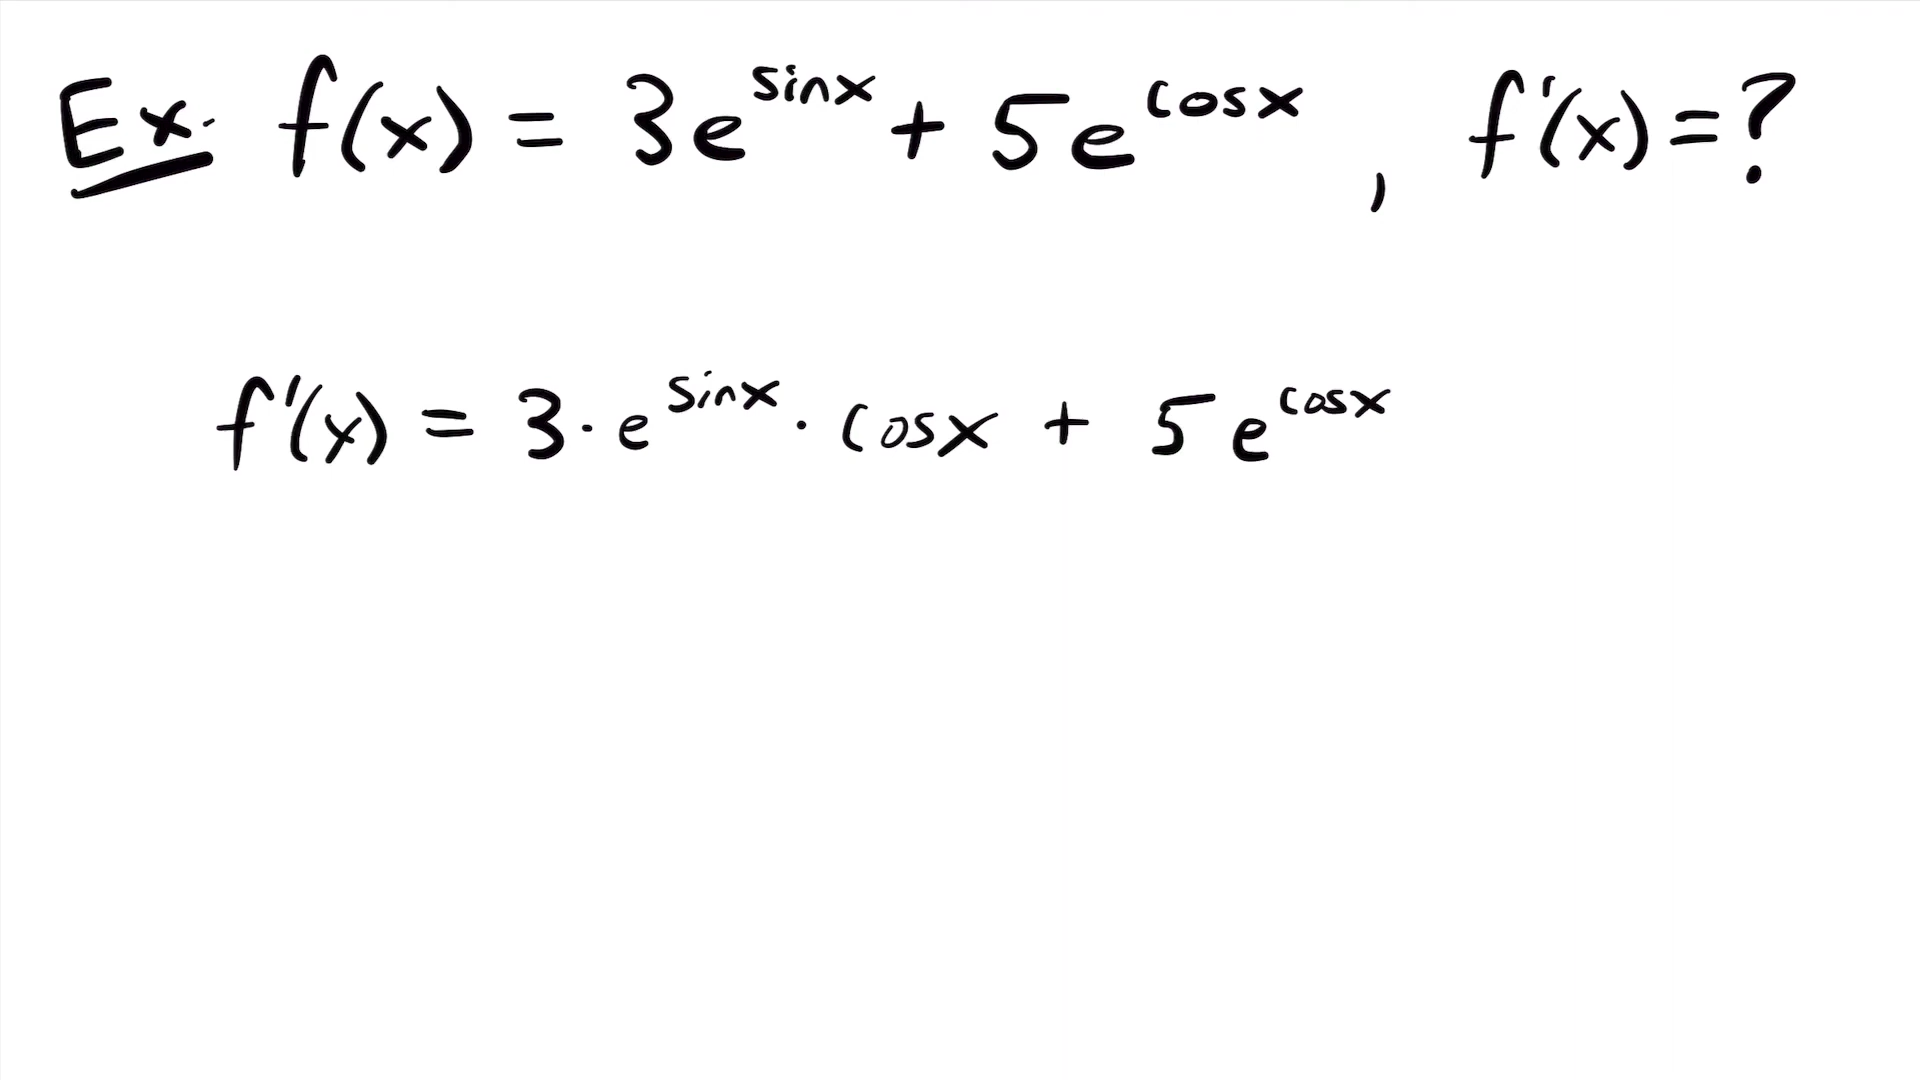 Ex. f(x) = 3e^sinx + 5e^cosx , f'(x)=?
f'(x) = 3·e^sinx · cosx + 5e^cosx